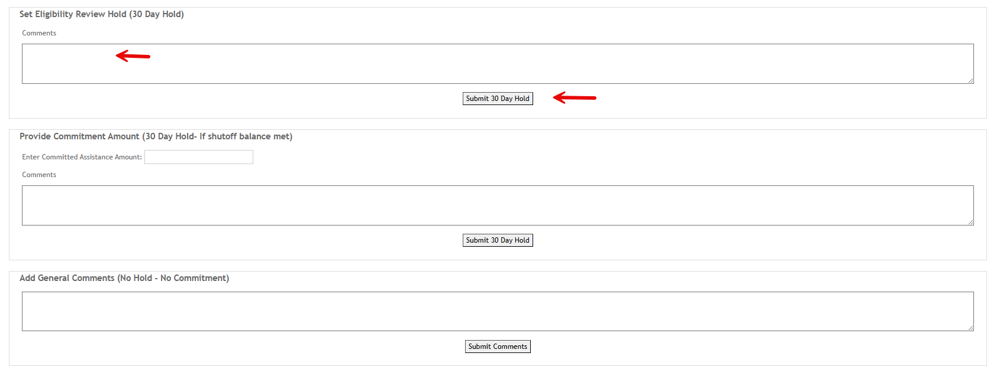 Set Eligibility Review Hold (30 Day Hold)
Comments
Submit 30 Day Hold
Provide Commitment Amount (30 Day Hold- If shutoff balance met)
Enter Committed Assistance Amount:
Comments
Submit 30 Day Hold
Add General Comments (No Hold - No Commitment)
Submit Comments